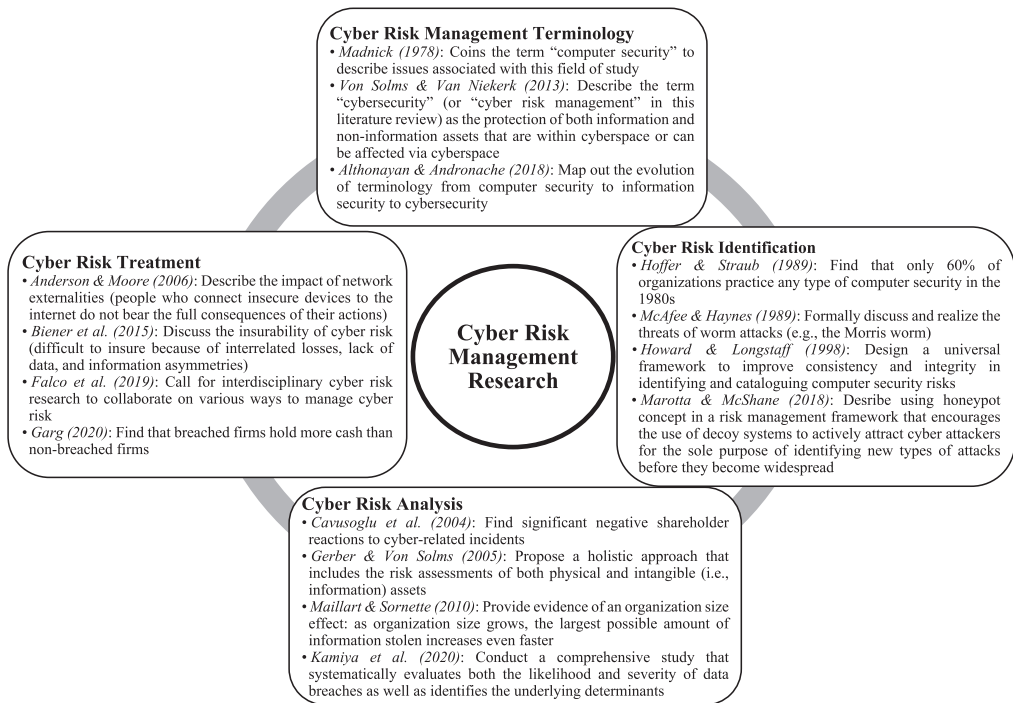 Cyber Risk Management Terminology
• Madnick (1978): Coins the term “computer security” to
describe issues associated with this field of study
• Von Solms & Van Niekerk (2013): Describe the term
“cybersecurity” (or “cyber risk management” in this
literature review) as the protection of both information and
non-information assets that are within cyberspace or can
be affected via cyberspace
• Althonayan & Andronache (2018): Map out the evolution
of terminology from computer security to information
security to cybersecurity
Cyber Risk Identification
• Hoffer & Straub (1989): Find that only 60% of
organizations practice any type of computer security in the
1980s
• McAfee & Haynes (1989): Formally discuss and realize the
threats of worm attacks (e.g., the Morris worm)
• Howard & Longstaff (1998): Design a universal
framework to improve consistency and integrity in
identifying and cataloguing computer security risks
• Marotta & McShane (2018): Desribe using honeypot
concept in a risk management framework that encourages
the use of decoy systems to actively attract cyber attackers
for the sole purpose of identifying new types of attacks
before they become widespread
Cyber Risk Analysis
• Cavusoglu et al. (2004): Find significant negative shareholder
reactions to cyber-related incidents
• Gerber & Von Solms (2005): Propose a holistic approach that
includes the risk assessments of both physical and intangible (i.e.,
information) assets
• Maillart & Sornette (2010): Provide evidence of an organization size
effect: as organization size grows, the largest possible amount of
information stolen increases even faster
• Kamiya et al. (2020): Conduct a comprehensive study that
systematically evaluates both the likelihood and severity of data
breaches as well as identifies the underlying determinants
Cyber Risk Treatment
• Anderson & Moore (2006): Describe the impact of network
externalities (people who connect insecure devices to the
internet do not bear the full consequences of their actions)
• Biener et al. (2015): Discuss the insurability of cyber risk
(difficult to insure because of interrelated losses, lack of
data, and information asymmetries)
• Falco et al. (2019): Call for interdisciplinary cyber risk
research to collaborate on various ways to manage cyber
risk
• Garg (2020): Find that breached firms hold more cash than
non-breached firms
Cyber Risk
Management
Research